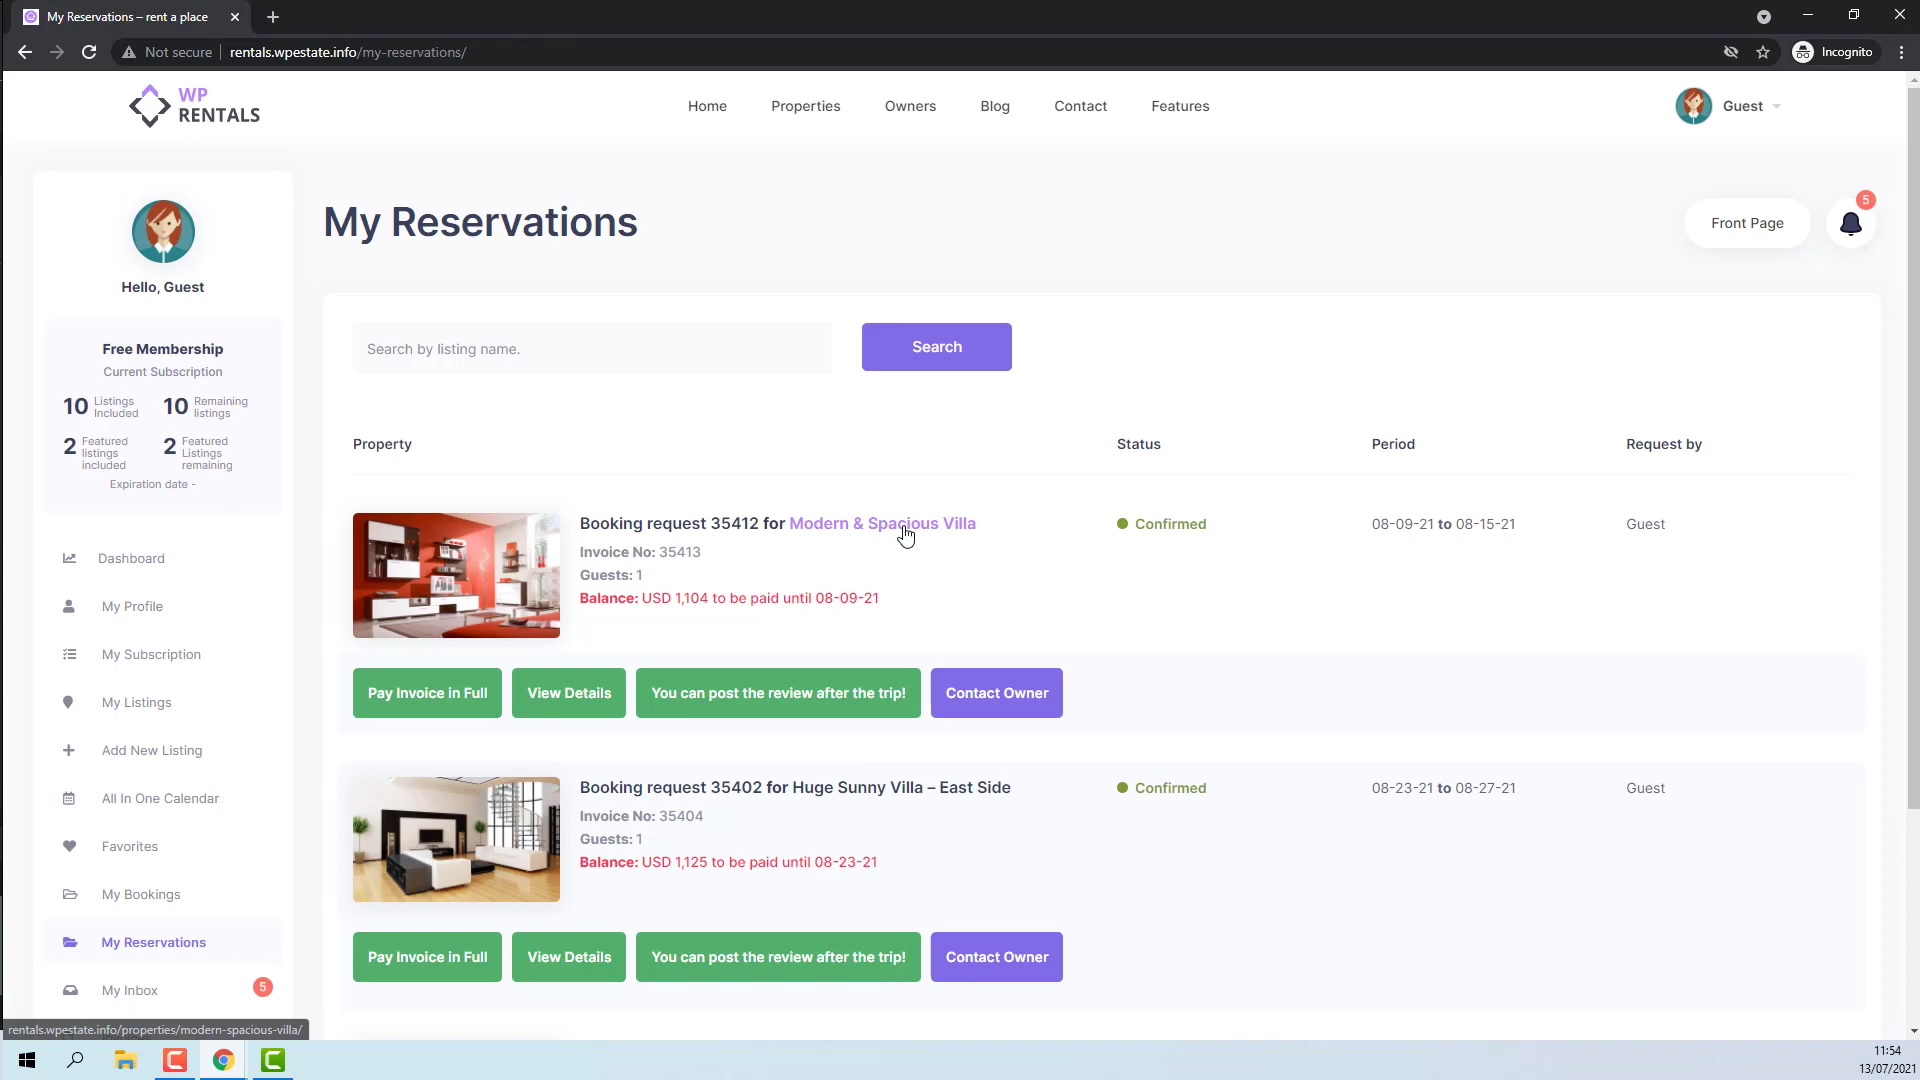 My Reservations – rent a place
Not secure
rentals.wpestate.info/my-reservations/
Incognito
WP
RENTALS
Home
Properties
Owners
Blog
Contact
Features
Guest
Hello, Guest
Free Membership
Current Subscription
10 Listings Included
10 Remaining listings
2 Featured listings included
2 Featured Listings remaining
Expiration date -
Dashboard
My Profile
My Subscription
My Listings
Add New Listing
All In One Calendar
Favorites
My Bookings
My Reservations
My Inbox 5
My Reservations
Front Page
5
Search by listing name.
Search
Property
Status
Period
Request by
Booking request 35412 for Modern & Spacious Villa
Invoice No: 35413
Guests: 1
Balance: USD 1,104 to be paid until 08-09-21
Confirmed
08-09-21 to 08-15-21
Guest
Pay Invoice in Full
View Details
You can post the review after the trip!
Contact Owner
Booking request 35402 for Huge Sunny Villa – East Side
Invoice No: 35404
Guests: 1
Balance: USD 1,125 to be paid until 08-23-21
Confirmed
08-23-21 to 08-27-21
Guest
Pay Invoice in Full
View Details
You can post the review after the trip!
Contact Owner
rentals.wpestate.info/properties/modern-spacious-villa/
11:54
13/07/2021